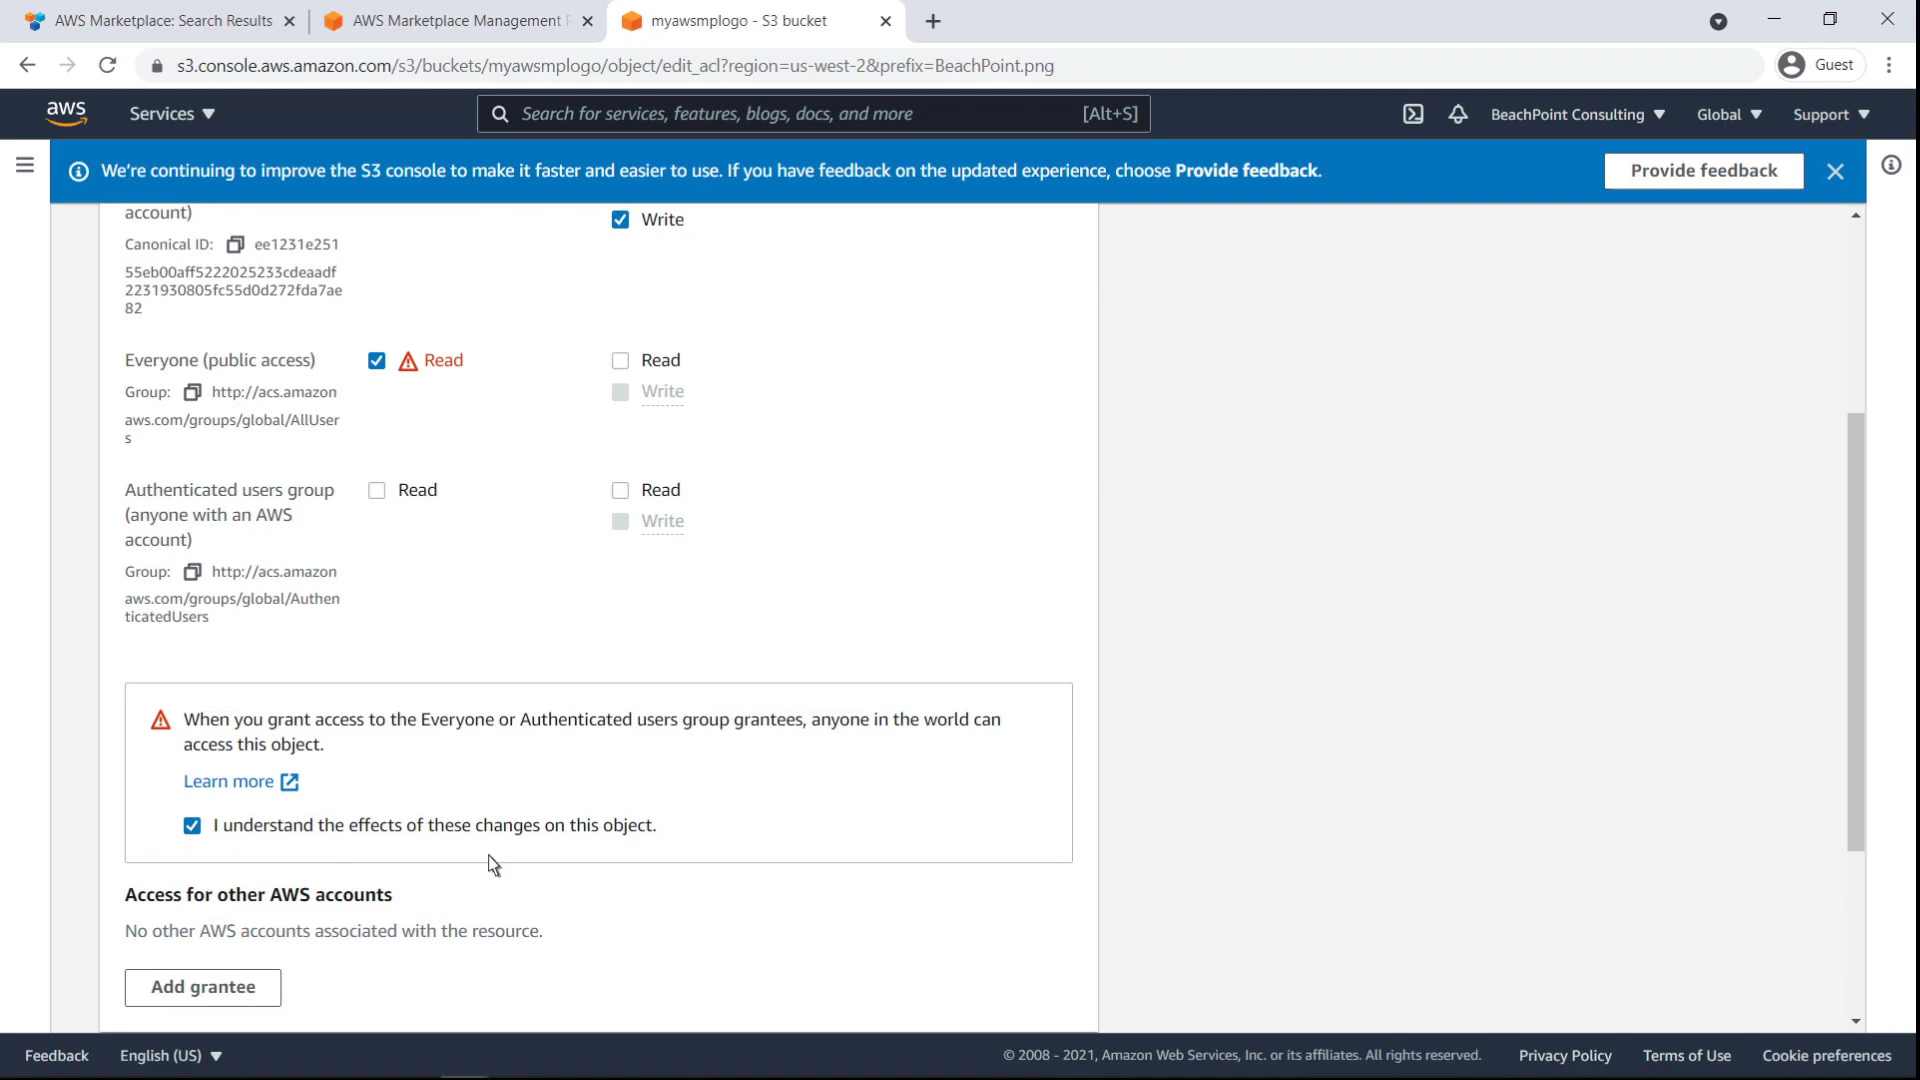 AWS Marketplace: Search Results
AWS Marketplace Management
myawsmplogo - S3 bucket
s3.console.aws.amazon.com/s3/buckets/myawsmplogo/object/edit_acl?region=us-west-2&prefix=BeachPoint.png
Guest
aws
Services
Search for services, features, blogs, docs, and more
[Alt+S]
BeachPoint Consulting
Global
Support
We're continuing to improve the S3 console to make it faster and easier to use. If you have feedback on the updated experience, choose Provide feedback.
Provide feedback
account)
Write
Canonical ID: ee1231e251
55eb00aff5222025233cdeaadf
2231930805fc55d0d272fda7ae
82
Everyone (public access)
Read
Read
Group: http://acs.amazon
Write
aws.com/groups/global/AllUser
s
Authenticated users group
Read
Read
(anyone with an AWS
Write
account)
Group: http://acs.amazon
aws.com/groups/global/Authen
ticatedUsers
When you grant access to the Everyone or Authenticated users group grantees, anyone in the world can
access this object.
Learn more
I understand the effects of these changes on this object.
Access for other AWS accounts
No other AWS accounts associated with the resource.
Add grantee
Feedback
English (US)
© 2008 - 2021, Amazon Web Services, Inc. or its affiliates. All rights reserved.
Privacy Policy
Terms of Use
Cookie preferences